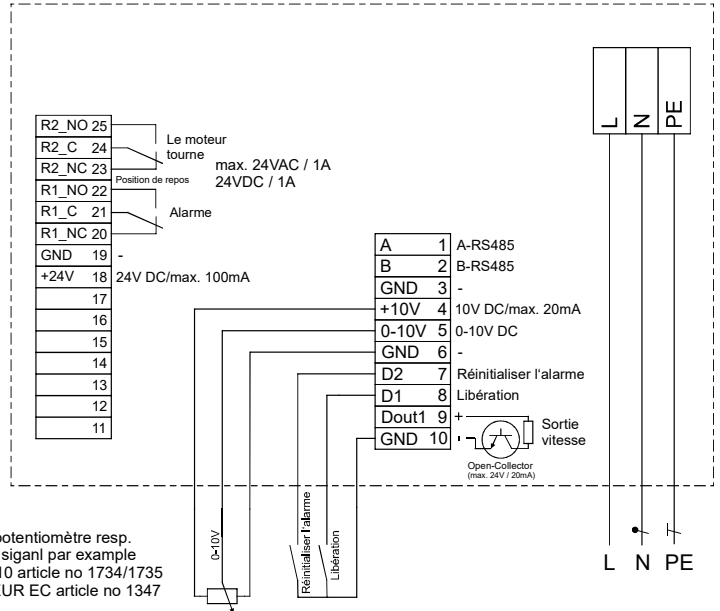 R2_NO 25
R2_C 24
R2_NC 23
R1_NO 22
R1_C 21
R1_NC 20
GND 19 -
+24V 18 24V DC/max. 100mA
17
16
15
14
13
12
11
Le moteur
tourne
Position de repos
max. 24VAC / 1A
24VDC / 1A
Alarme
A 1 A-RS485
B 2 B-RS485
GND 3 -
+10V 4 10V DC/max. 20mA
0-10V 5 0-10V DC
GND 6 -
D2 7 Réinitialiser l'alarme
D1 8 Libération
Dout1 9 +
GND 10 -
Sortie
vitesse
Open-Collector
(max. 24V / 20mA)
L N PE
0-10V
Réinitialiser l'alarme
Libération
L N PE
potentiomètre resp.
siganl par example
10 article no 1734/1735
EUR EC article no 1347